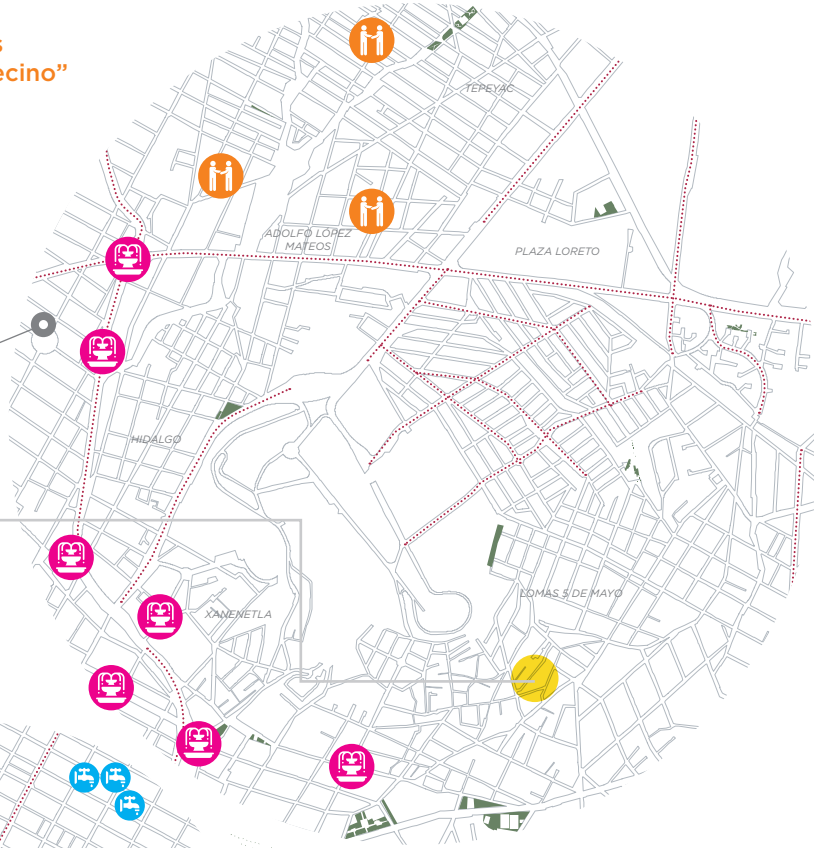 ecino”
TEPEYAC
ADOLFO LÓPEZ
MATEOS
PLAZA LORETO
HIDALGO
LOMAS 5 DE MAYO
XANENETLA